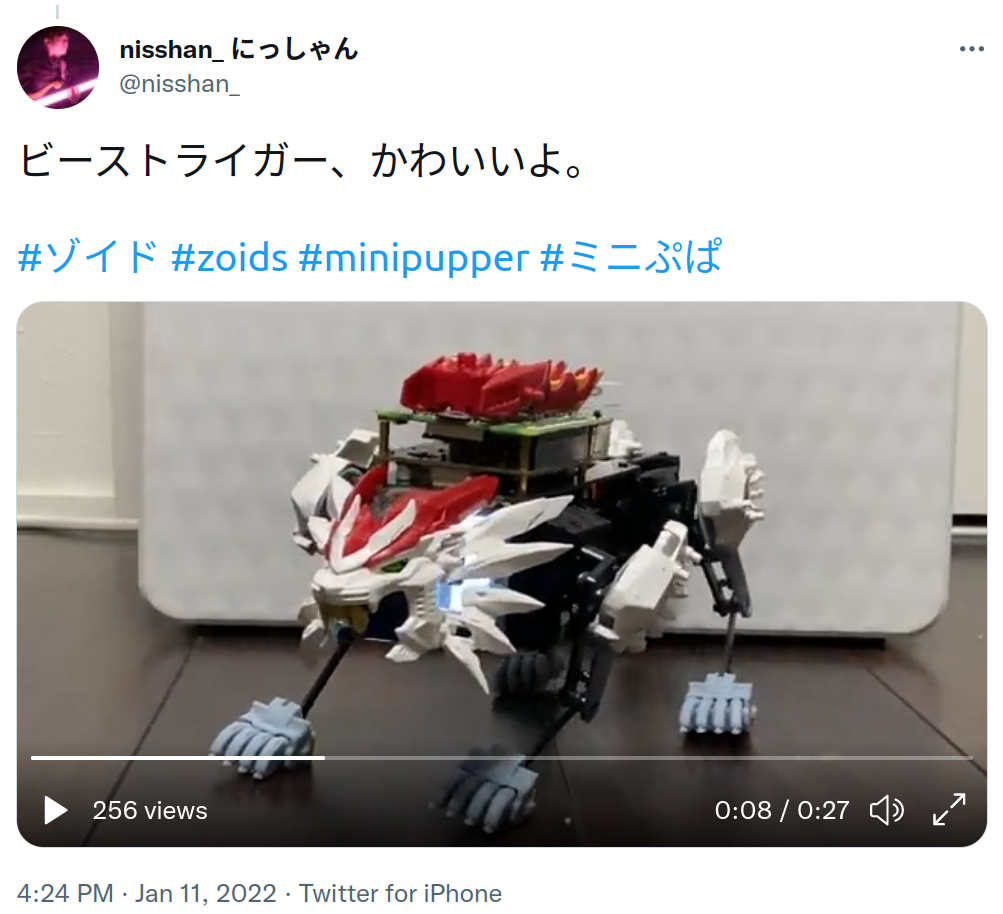 nisshan_ にっしゃん
@nisshan_
ビーストライガー、かわいいよ。
#ゾイド #zoids #minipupper #ミニぷぱ
256 views
0:08 / 0:27
4:24 PM · Jan 11, 2022 · Twitter for iPhone